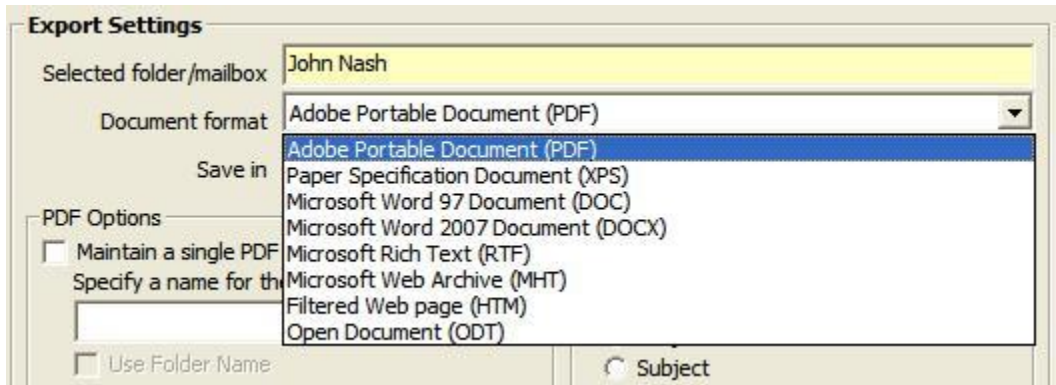 Export Settings
Selected folder/mailbox John Nash
Document format Adobe Portable Document (PDF)
Adobe Portable Document (PDF)
Save in Paper Specification Document (XPS)
Microsoft Word 97 Document (DOC)
PDF Options Microsoft Word 2007 Document (DOCX)
Maintain a single PDF Microsoft Rich Text (RTF)
Specify a name for the Microsoft Web Archive (MHT)
Filtered Web page (HTM)
Open Document (ODT)
Use Folder Name Subject